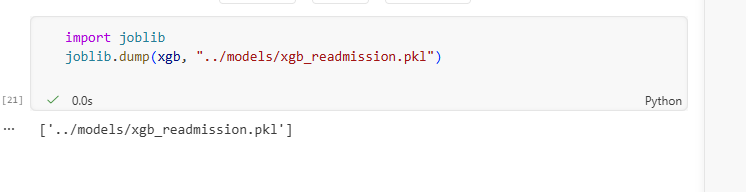 import joblib
joblib.dump(xgb, "../models/xgb_readmission.pkl")
[21]
0.0s
Python
['../models/xgb_readmission.pkl']